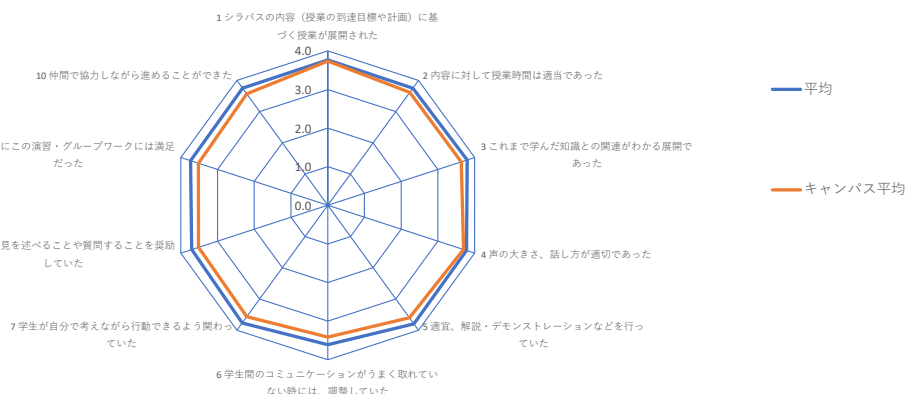 1 シラバスの内容（授業の到達目標や計画）に基
づく授業が展開された
4.0
3.0
2.0
1.0
0.0
2 内容に対して授業時間は適当であった
3 これまで学んだ知識との関連がわかる展開で
あった
4 声の大きさ、話し方が適切であった
5 適宜、解説・デモンストレーションなどを行っ
ていた
6 学生間のコミュニケーションがうまく取れてい
ない時には、調整していた
7 学生が自分で考えながら行動できるよう関わっ
ていた
見を述べることや質問することを奨励
していた
にこの演習・グループワークには満足
だった
10 仲間で協力しながら進めることができた
平均
キャンパス平均